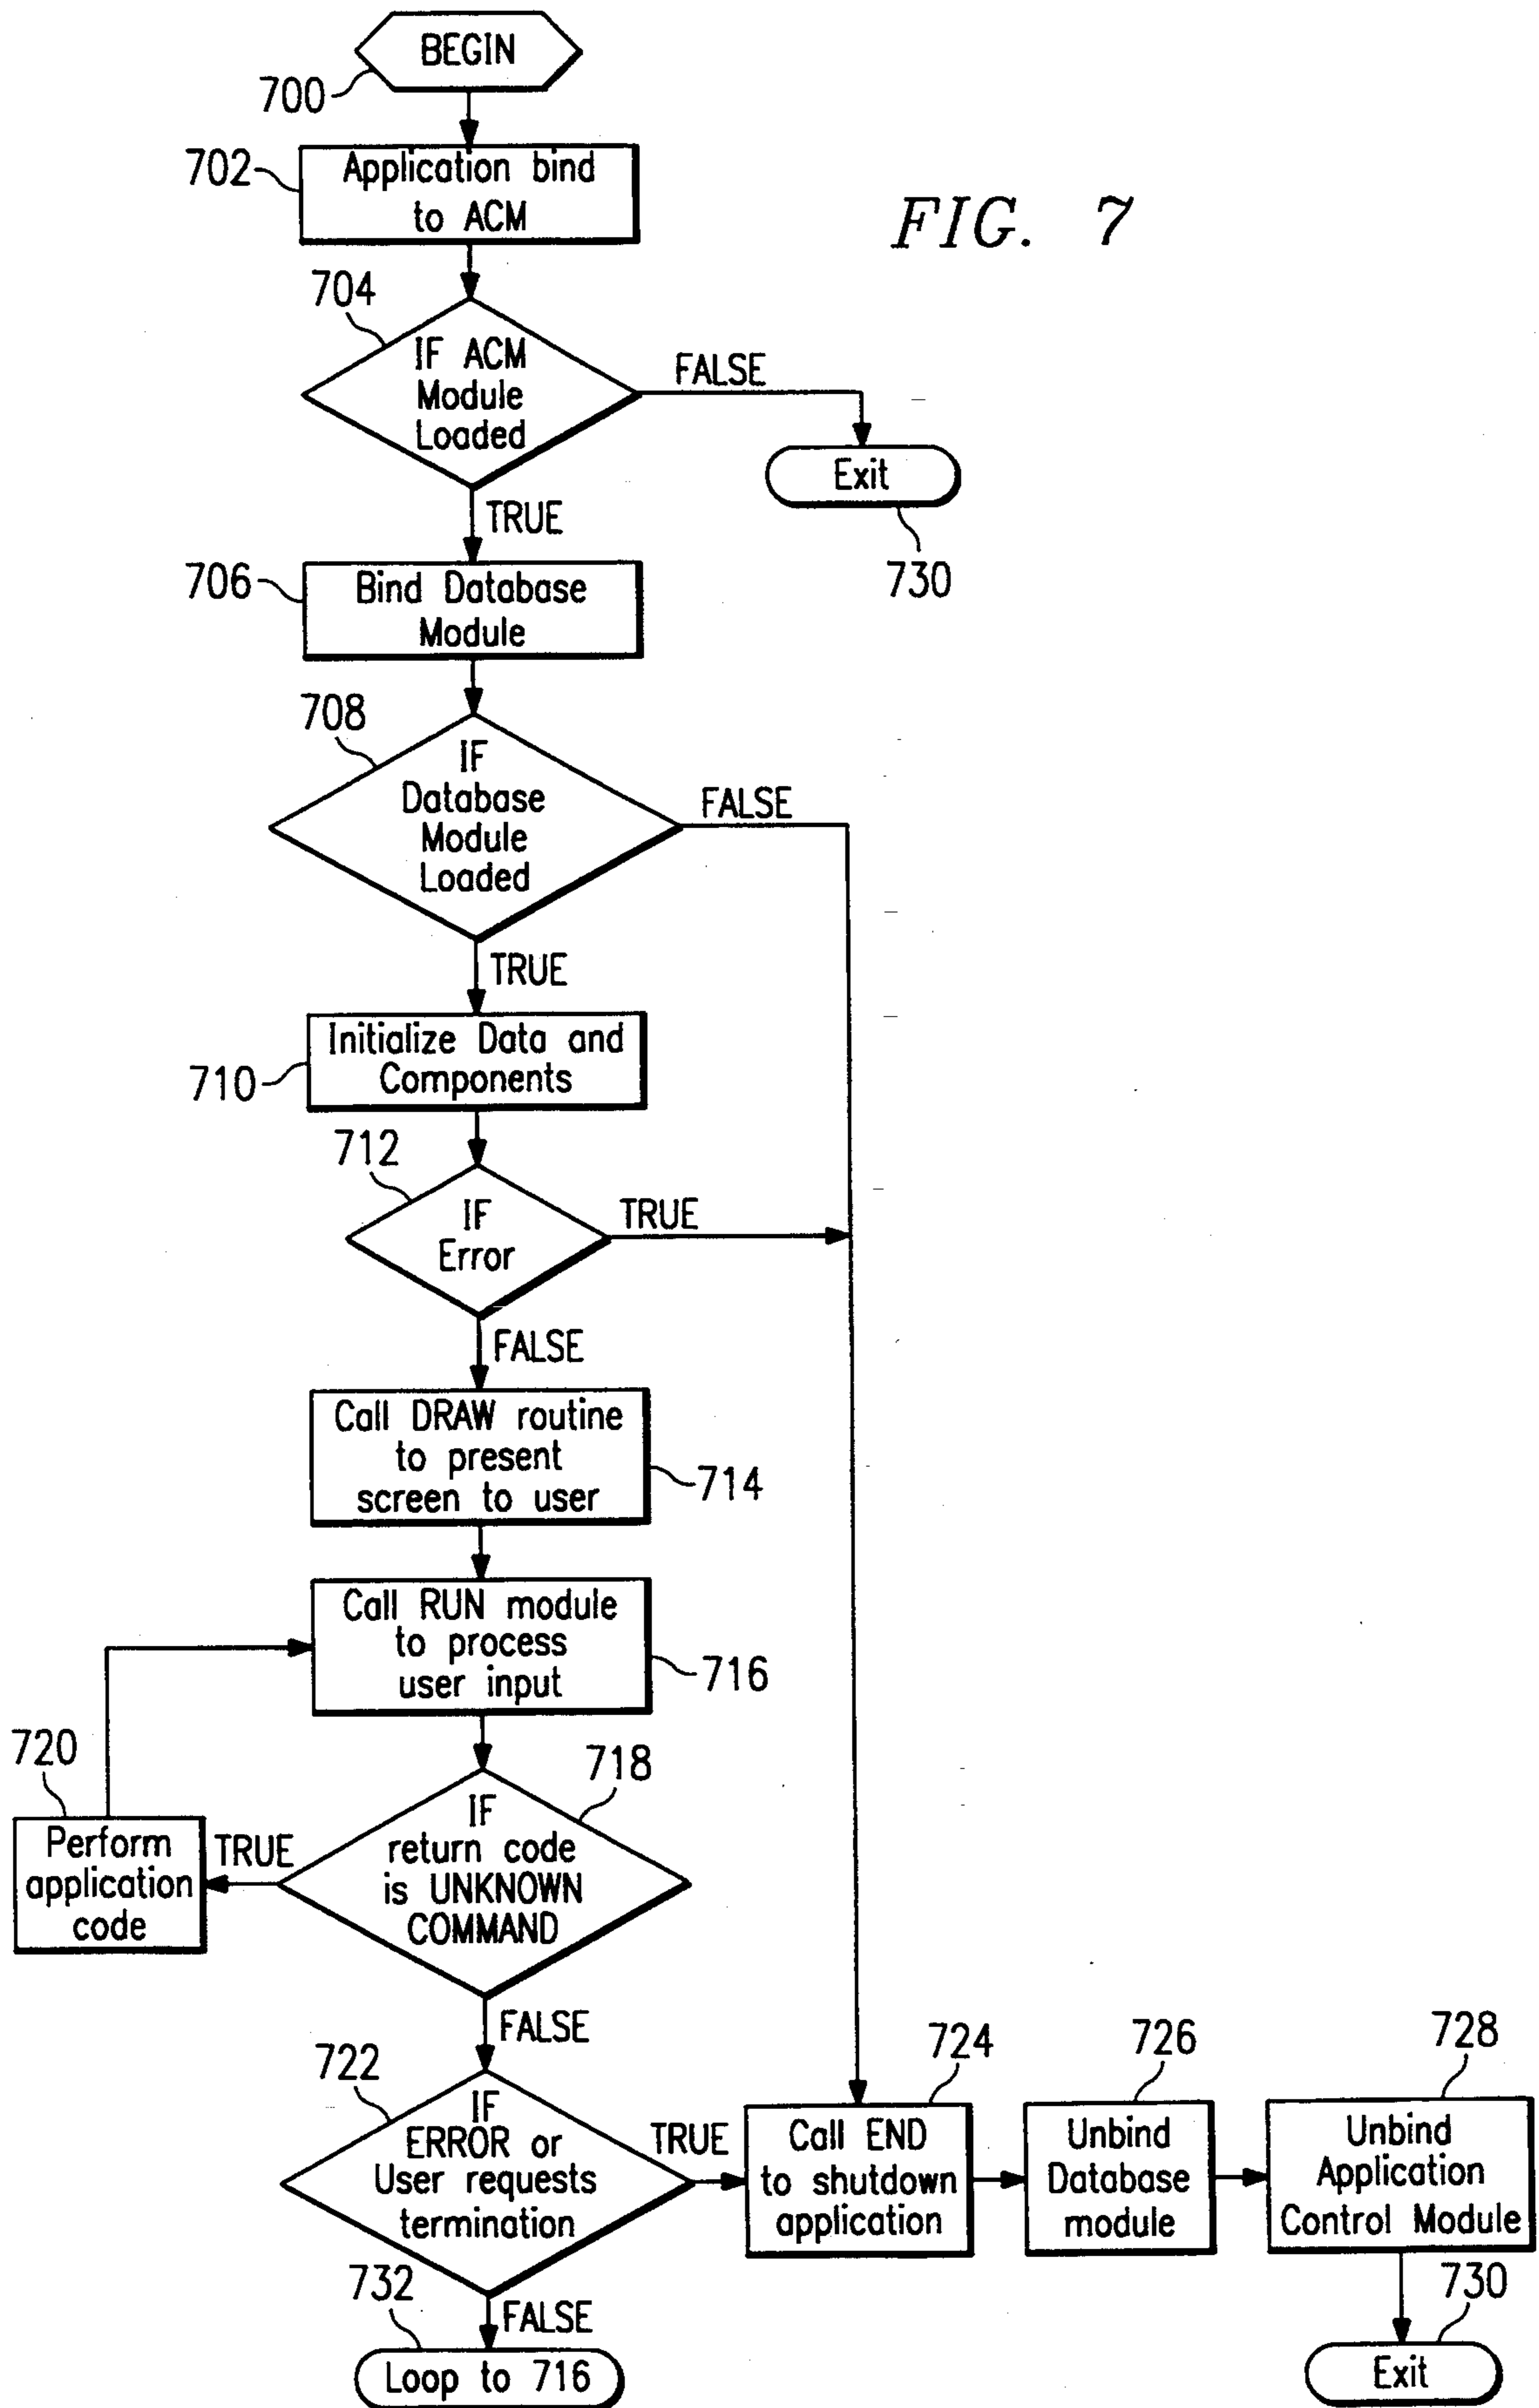 BEGIN
700
702
Application bind
to ACM
FIG. 7
704
IF ACM
Module
Loaded
FALSE
Exit
730
TRUE
706
Bind Database
Module
708
IF
Database
Module
Loaded
FALSE
TRUE
710
Initialize Data and
Components
712
IF
Error
TRUE
FALSE
Call DRAW routine
to present
screen to user
714
Call RUN module
to process
user input
716
720
Perform
application
code
TRUE
718
IF
return code
is UNKNOWN
COMMAND
FALSE
722
IF
ERROR or
User requests
termination
TRUE
724
Call END
to shutdown
application
726
Unbind
Database
module
728
Unbind
Application
Control Module
732
FALSE
Loop to 716
730
Exit